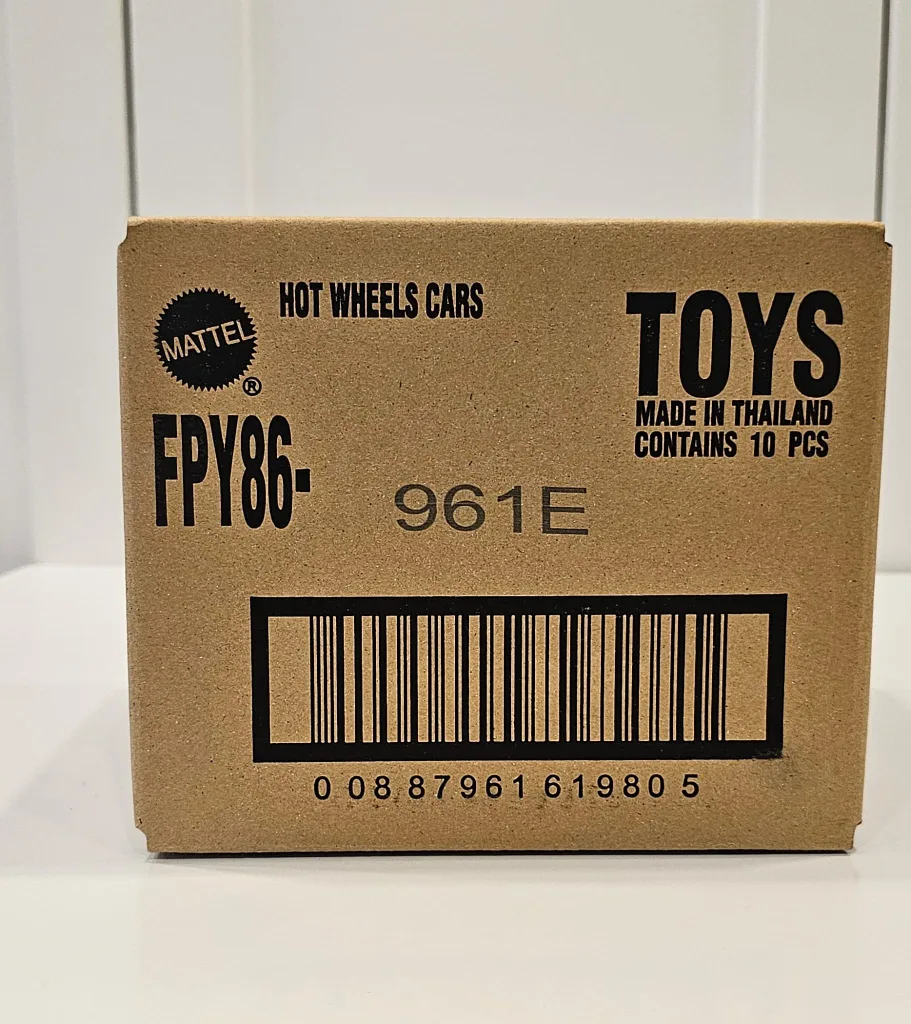 MATTEL
®
HOT WHEELS CARS
TOYS
MADE IN THAILAND
CONTAINS 10 PCS
FPY86-
961E
0 08 87961 61980 5